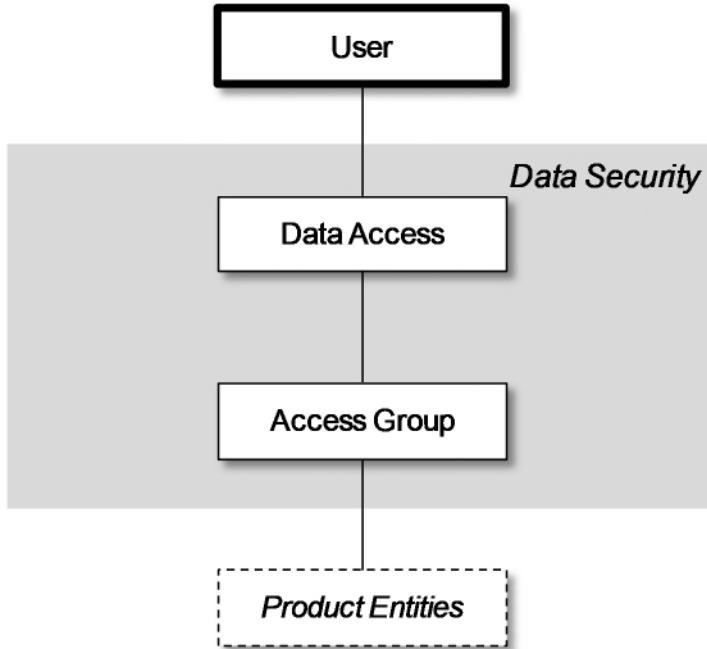 User
Data Security
Data Access
Access Group
Product Entities